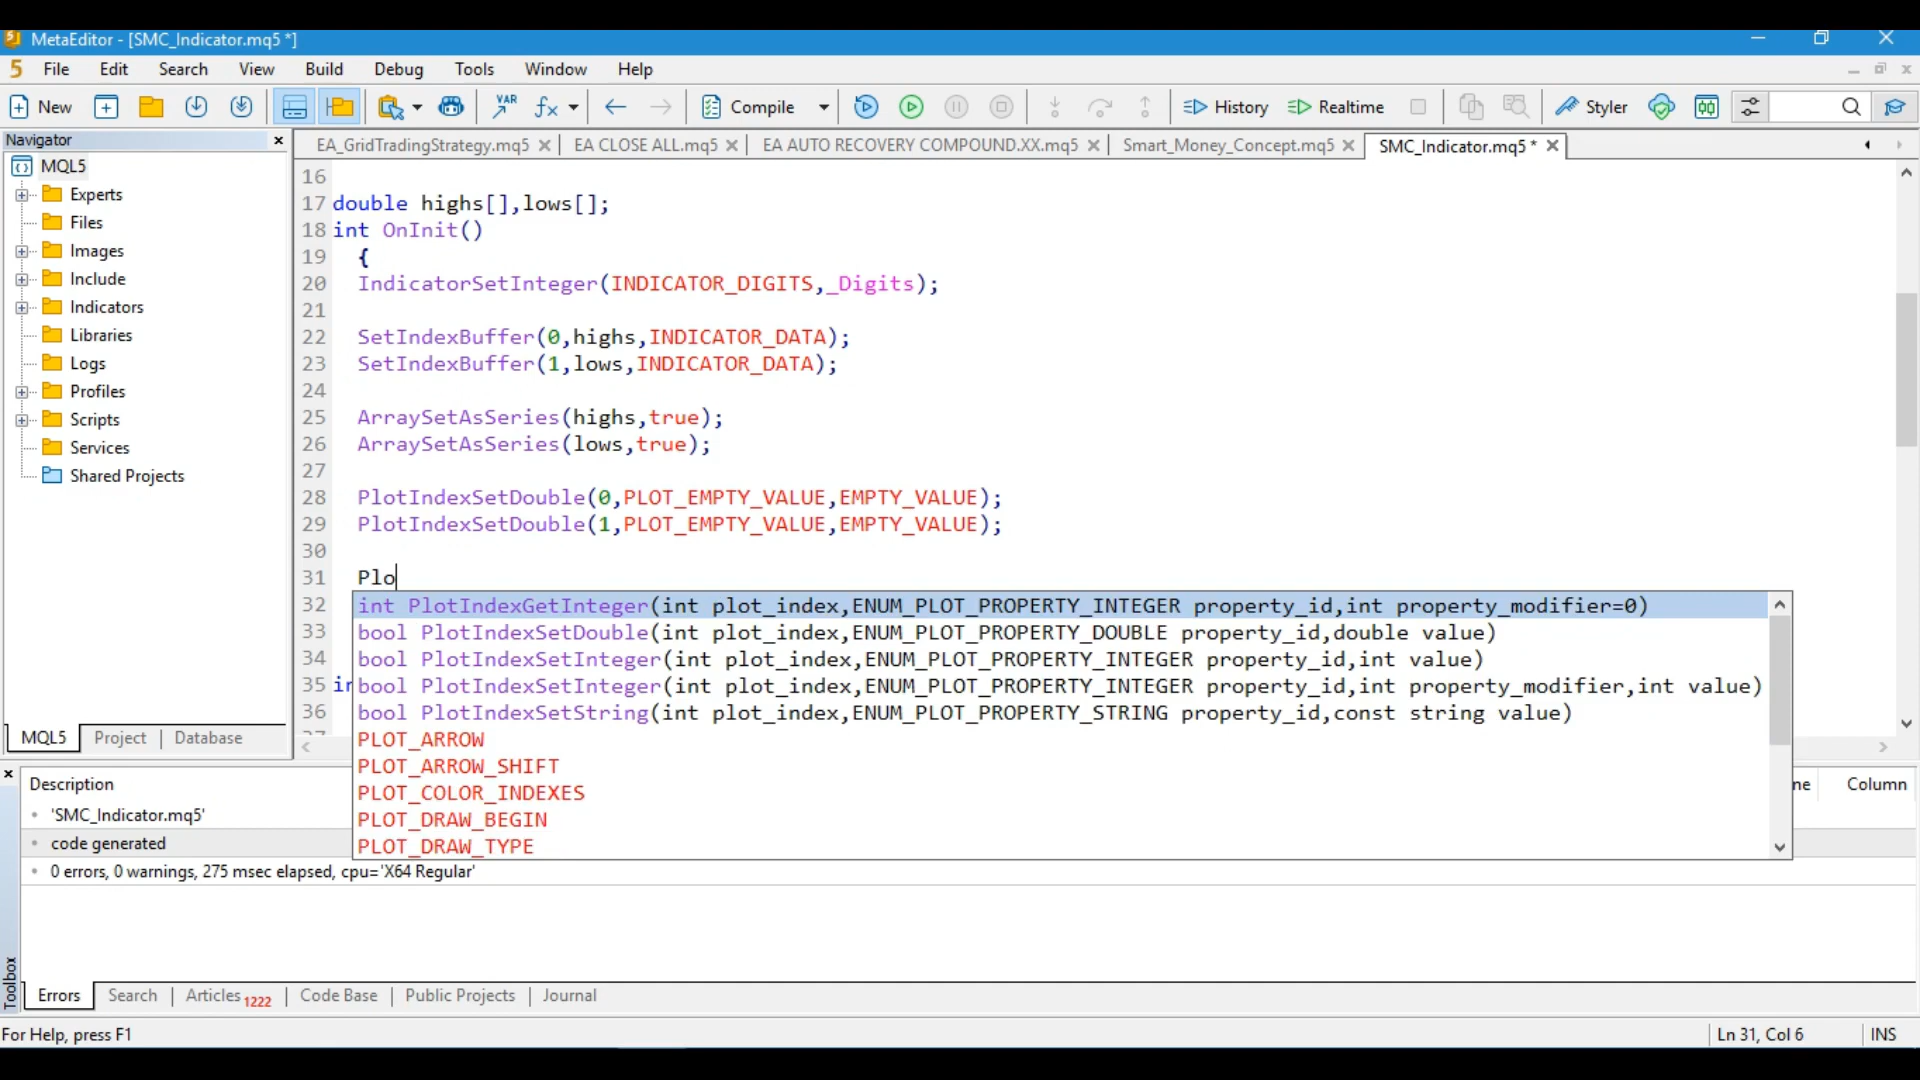 MetaEditor - [SMC_Indicator.mq5 *]
5 File Edit Search View Build Debug Tools Window Help
New VAR fx Compile History Realtime Styler
Navigator
EA_GridTradingStrategy.mq5 EA CLOSE ALL.mq5 EA AUTO RECOVERY COMPOUND.XX.mq5 Smart_Money_Concept.mq5 SMC_Indicator.mq5 *
MQL5
Experts
Files
Images
Include
Indicators
Libraries
Logs
Profiles
Scripts
Services
Shared Projects
MQL5 Project Database
16
17 double highs[],lows[];
18 int OnInit()
19 {
20 IndicatorSetInteger(INDICATOR_DIGITS,_Digits);
21
22 SetIndexBuffer(0,highs,INDICATOR_DATA);
23 SetIndexBuffer(1,lows,INDICATOR_DATA);
24
25 ArraySetAsSeries(highs,true);
26 ArraySetAsSeries(lows,true);
27
28 PlotIndexSetDouble(0,PLOT_EMPTY_VALUE,EMPTY_VALUE);
29 PlotIndexSetDouble(1,PLOT_EMPTY_VALUE,EMPTY_VALUE);
30
31 Plo
32 int PlotIndexGetInteger(int plot_index,ENUM_PLOT_PROPERTY_INTEGER property_id,int property_modifier=0)
33 bool PlotIndexSetDouble(int plot_index,ENUM_PLOT_PROPERTY_DOUBLE property_id,double value)
34 bool PlotIndexSetInteger(int plot_index,ENUM_PLOT_PROPERTY_INTEGER property_id,int value)
35 bool PlotIndexSetInteger(int plot_index,ENUM_PLOT_PROPERTY_INTEGER property_id,int property_modifier,int value)
36 bool PlotIndexSetString(int plot_index,ENUM_PLOT_PROPERTY_STRING property_id,const string value)
PLOT_ARROW
PLOT_ARROW_SHIFT
PLOT_COLOR_INDEXES
PLOT_DRAW_BEGIN
PLOT_DRAW_TYPE
Description Column
'SMC_Indicator.mq5'
code generated
0 errors, 0 warnings, 275 msec elapsed, cpu='X64 Regular'
Toolbox
Errors Search Articles 1222 Code Base Public Projects Journal
For Help, press F1 Ln 31, Col 6 INS